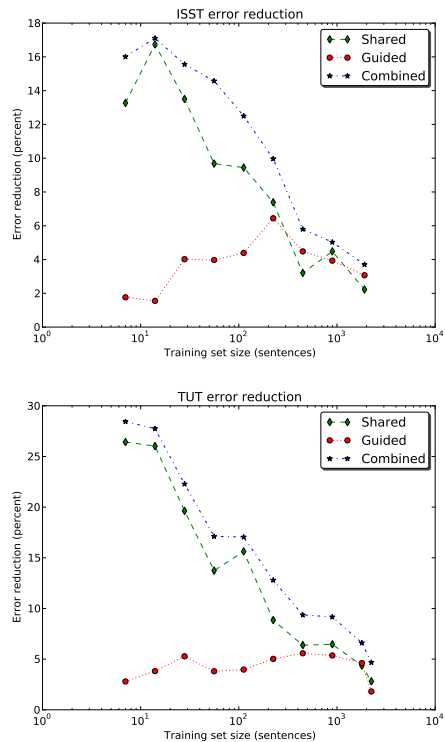 ISST error reduction
18
16
14
12
10
8
6
4
2
0
Error reduction (percent)
Shared
Guided
Combined
10^0 10^1 10^2 10^3 10^4
Training set size (sentences)
TUT error reduction
30
25
20
15
10
5
0
Error reduction (percent)
Shared
Guided
Combined
10^0 10^1 10^2 10^3 10^4
Training set size (sentences)